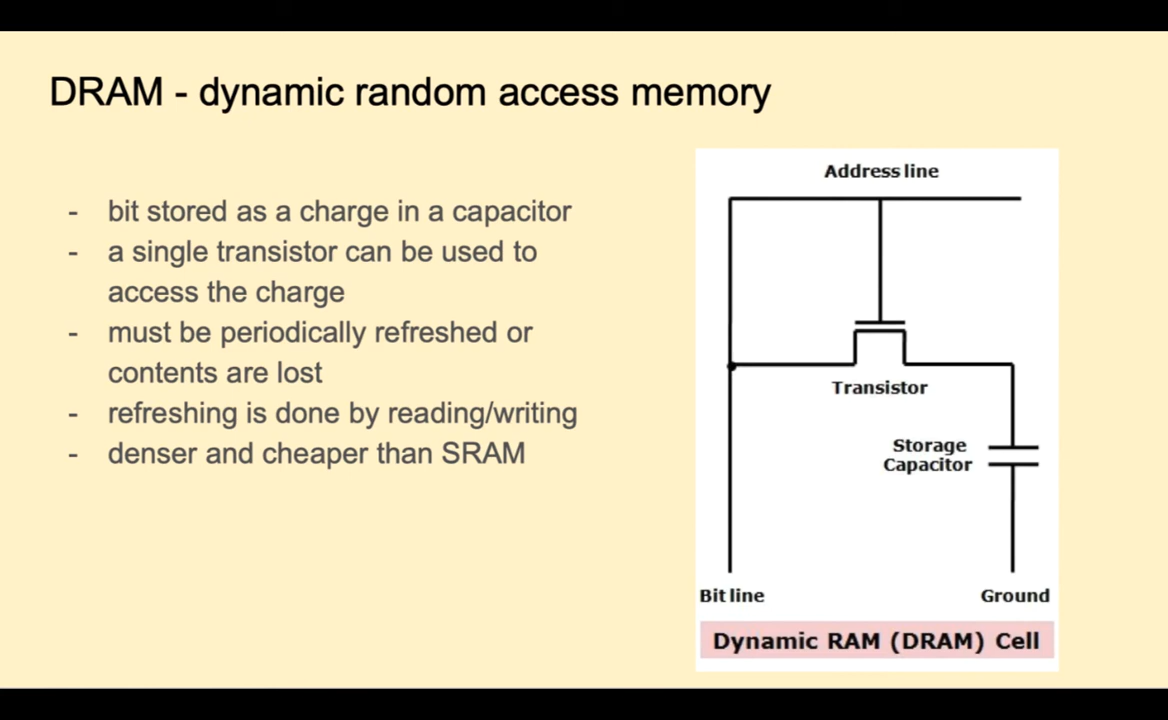 DRAM - dynamic random access memory
- bit stored as a charge in a capacitor
- a single transistor can be used to
access the charge
- must be periodically refreshed or
contents are lost
- refreshing is done by reading/writing
- denser and cheaper than SRAM
Address line
Transistor
Storage
Capacitor
Bit line
Ground
Dynamic RAM (DRAM) Cell